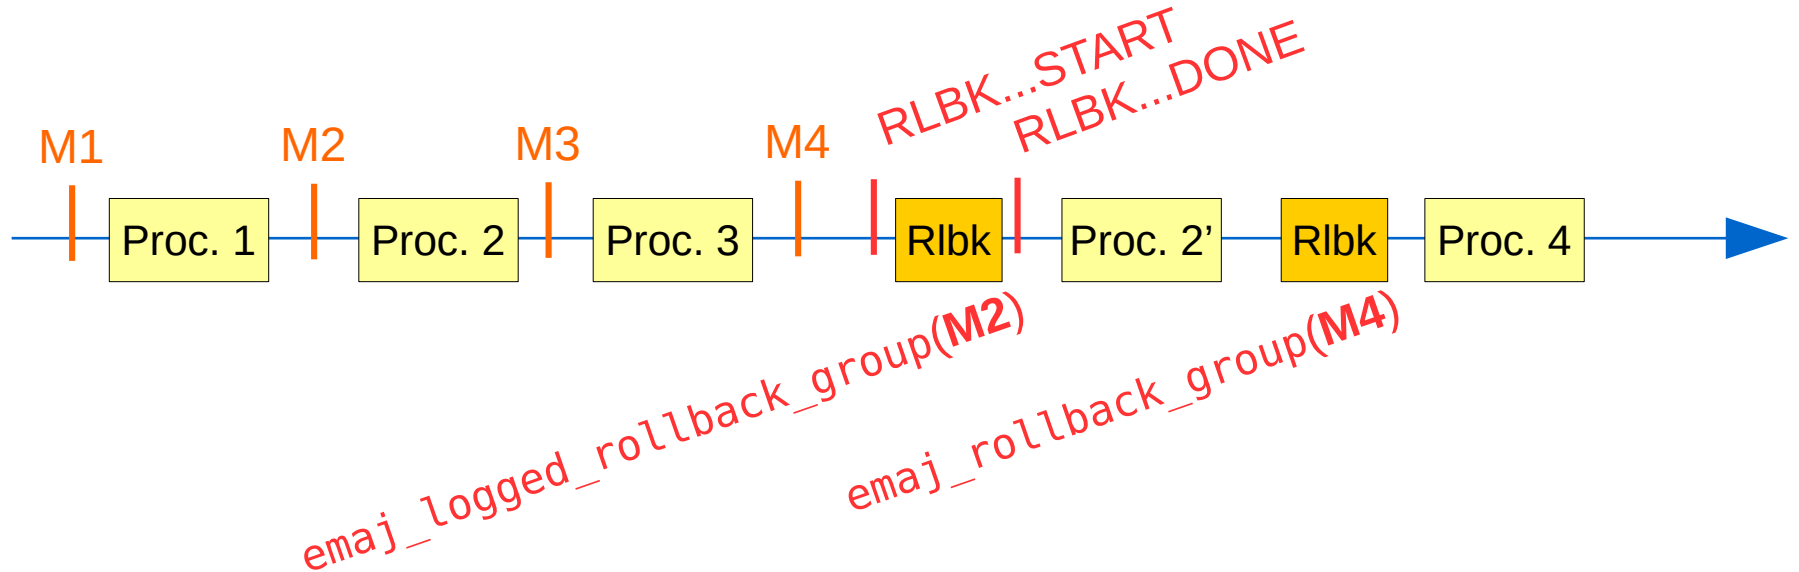 RLBK...START
RLBK...DONE
M1
M2
M3
M4
Proc. 1
Proc. 2
Proc. 3
Rlbk
Proc. 2’
Rlbk
Proc. 4
emaj_logged_rollback_group(M2)
emaj_rollback_group(M4)